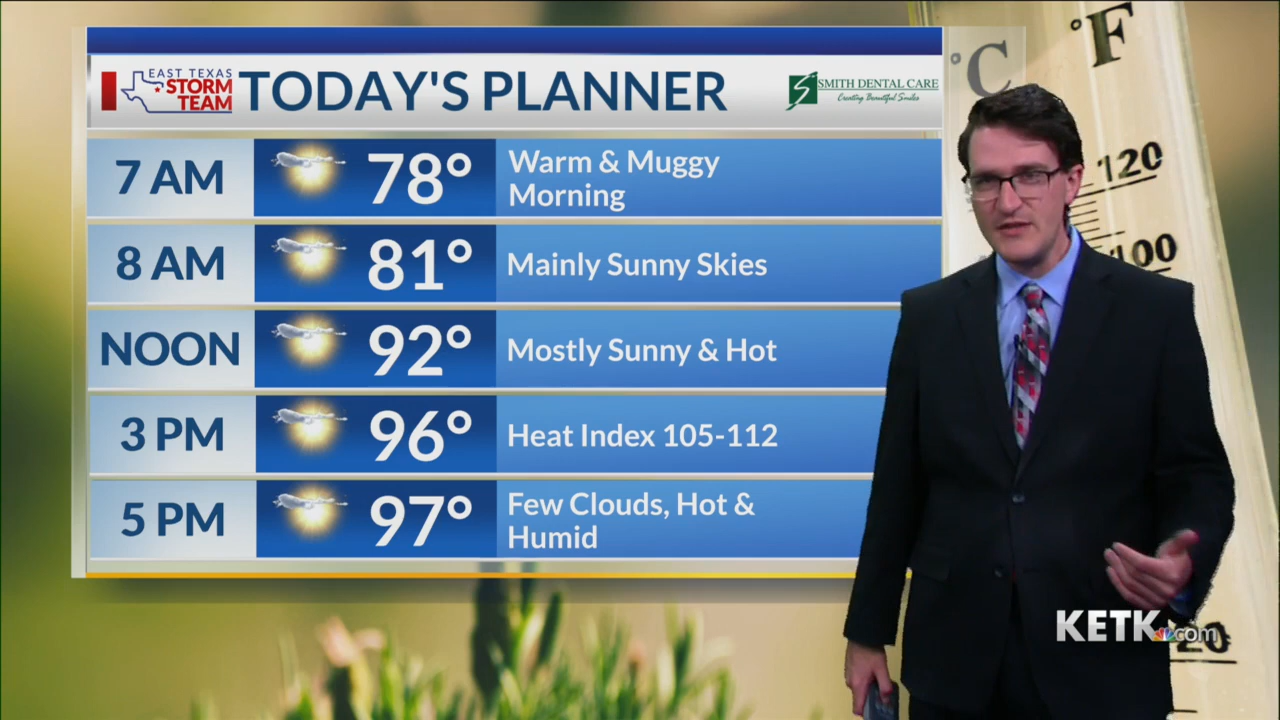 EAST TEXAS
STORM
TEAM
TODAY'S PLANNER
SMITH DENTAL CARE
Creating Beautiful Smiles
°C
°F
7 AM
78°
Warm & Muggy
Morning
120
8 AM
81°
Mainly Sunny Skies
100
NOON
92°
Mostly Sunny & Hot
3 PM
96°
Heat Index 105-112
5 PM
97°
Few Clouds, Hot &
Humid
KETK.com
20